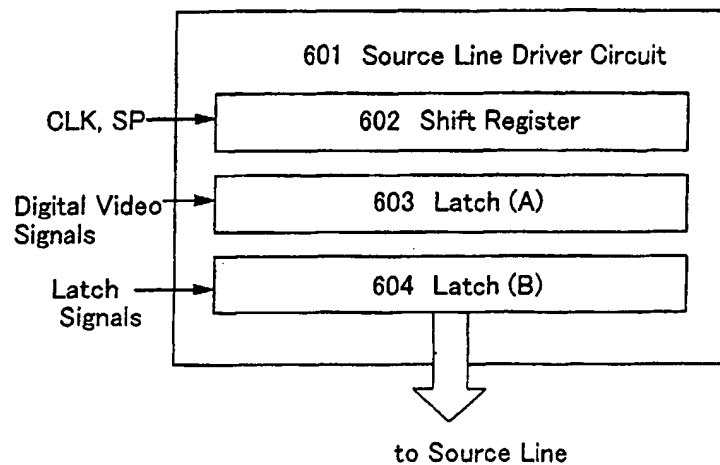 601 Source Line Driver Circuit
CLK, SP
602 Shift Register
Digital Video
Signals
603 Latch (A)
Latch
Signals
604 Latch (B)
to Source Line